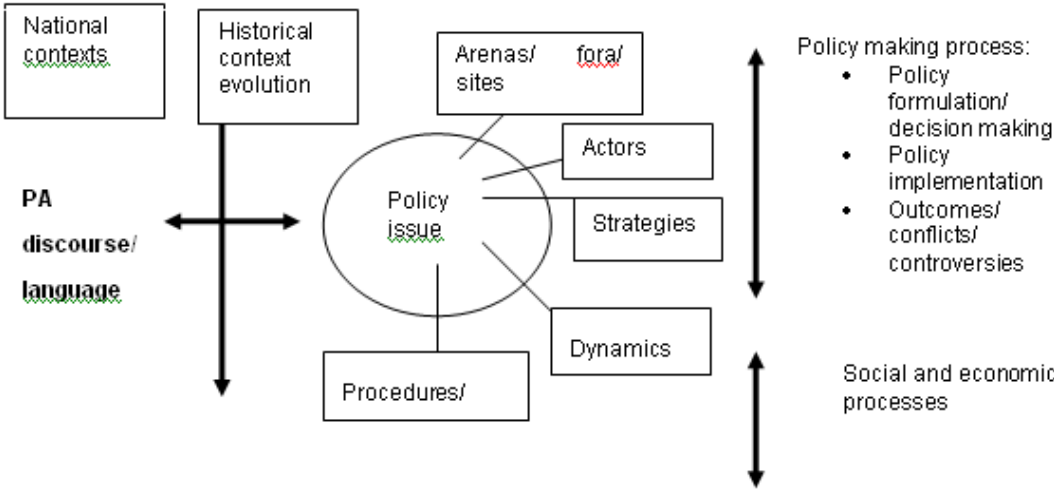 National
contexts
Historical
context
evolution
Arenas/ fora/
sites
Actors
Strategies
Dynamics
Procedures/
Policy
issue
PA
discourse/
language
Policy making process:
• Policy
formulation/
decision making
• Policy
implementation
• Outcomes/
conflicts/
controversies
Social and economic
processes